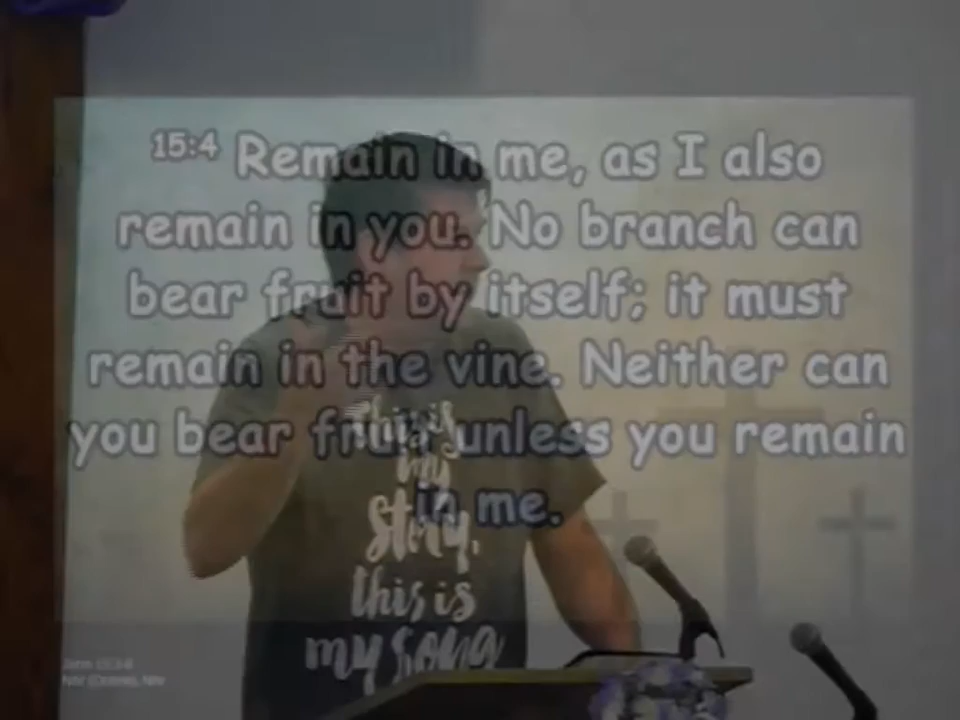 15:4 Remain in me, as I also
remain in you. No branch can
bear fruit by itself; it must
remain in the vine. Neither can
you bear fruit unless you remain
in me.
this is
my
story,
this is
my song